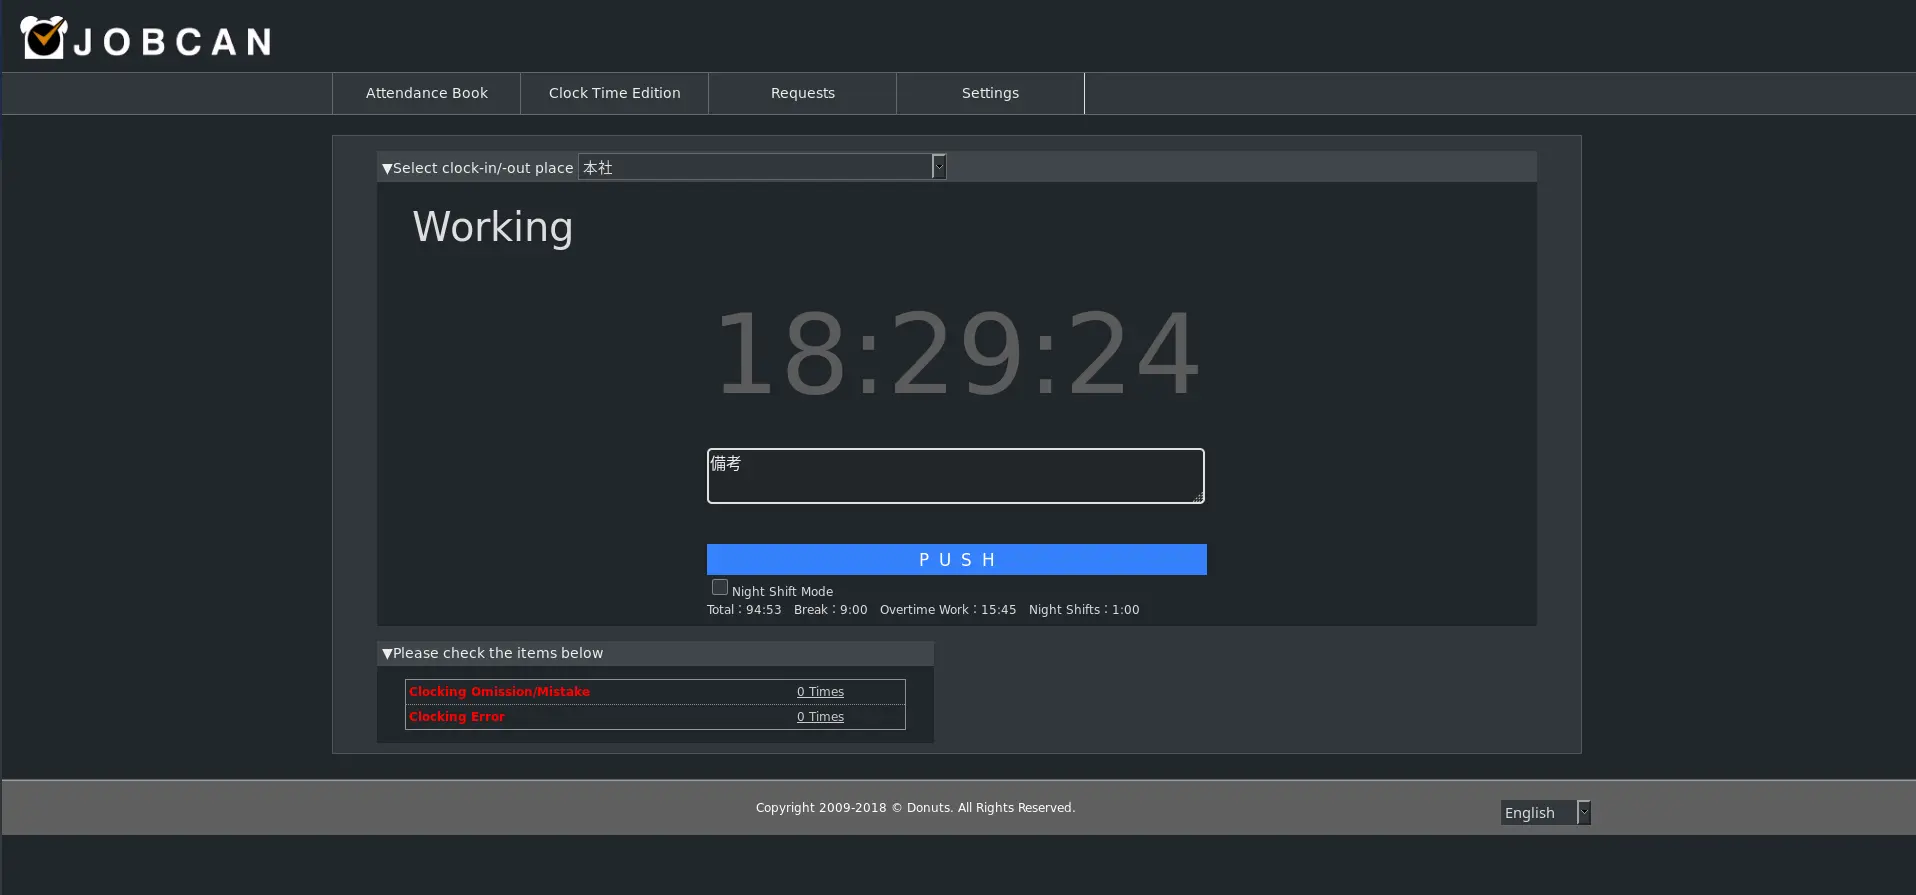 JOBCAN
Attendance Book Clock Time Edition Requests Settings
▼Select clock-in/-out place 本社
Working
18:29:24
備考
PUSH
Night Shift Mode
Total：94:53 Break：9:00 Overtime Work：15:45 Night Shifts：1:00
▼Please check the items below
Clocking Omission/Mistake 0 Times
Clocking Error 0 Times
Copyright 2009-2018 © Donuts. All Rights Reserved.
English